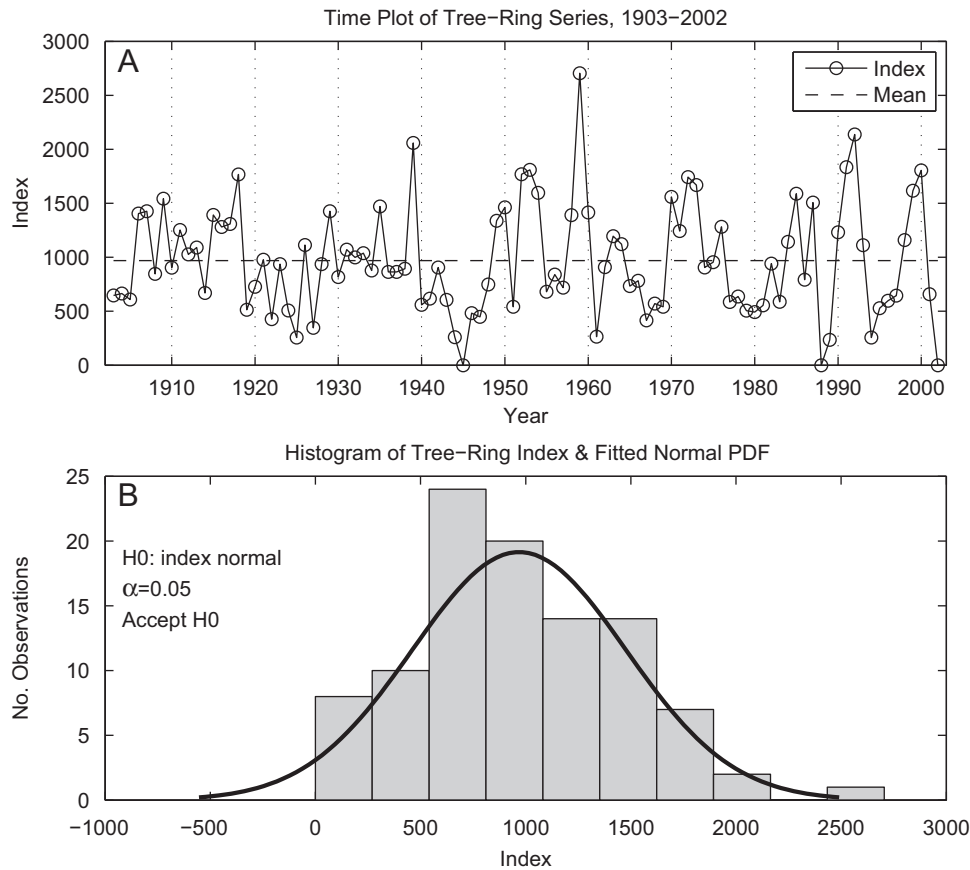 Time Plot of Tree−Ring Series, 1903−2002
A
Index
Mean
3000
2500
2000
1500
1000
500
0
Index
1910 1920 1930 1940 1950 1960 1970 1980 1990 2000
Year
Histogram of Tree−Ring Index & Fitted Normal PDF
B
H0: index normal
α=0.05
Accept H0
25
20
15
10
5
0
No. Observations
−1000 −500 0 500 1000 1500 2000 2500 3000
Index